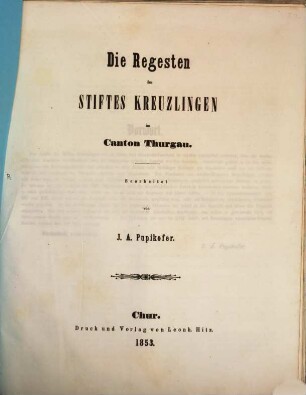 Die Regesten
des
STIFTES KREUZLINGEN
im
Canton Thurgau.
Bearbeitet
von
J. A. Pupikofer.
Chur.
Druck und Verlag von Leonh. Hitz.
1853.